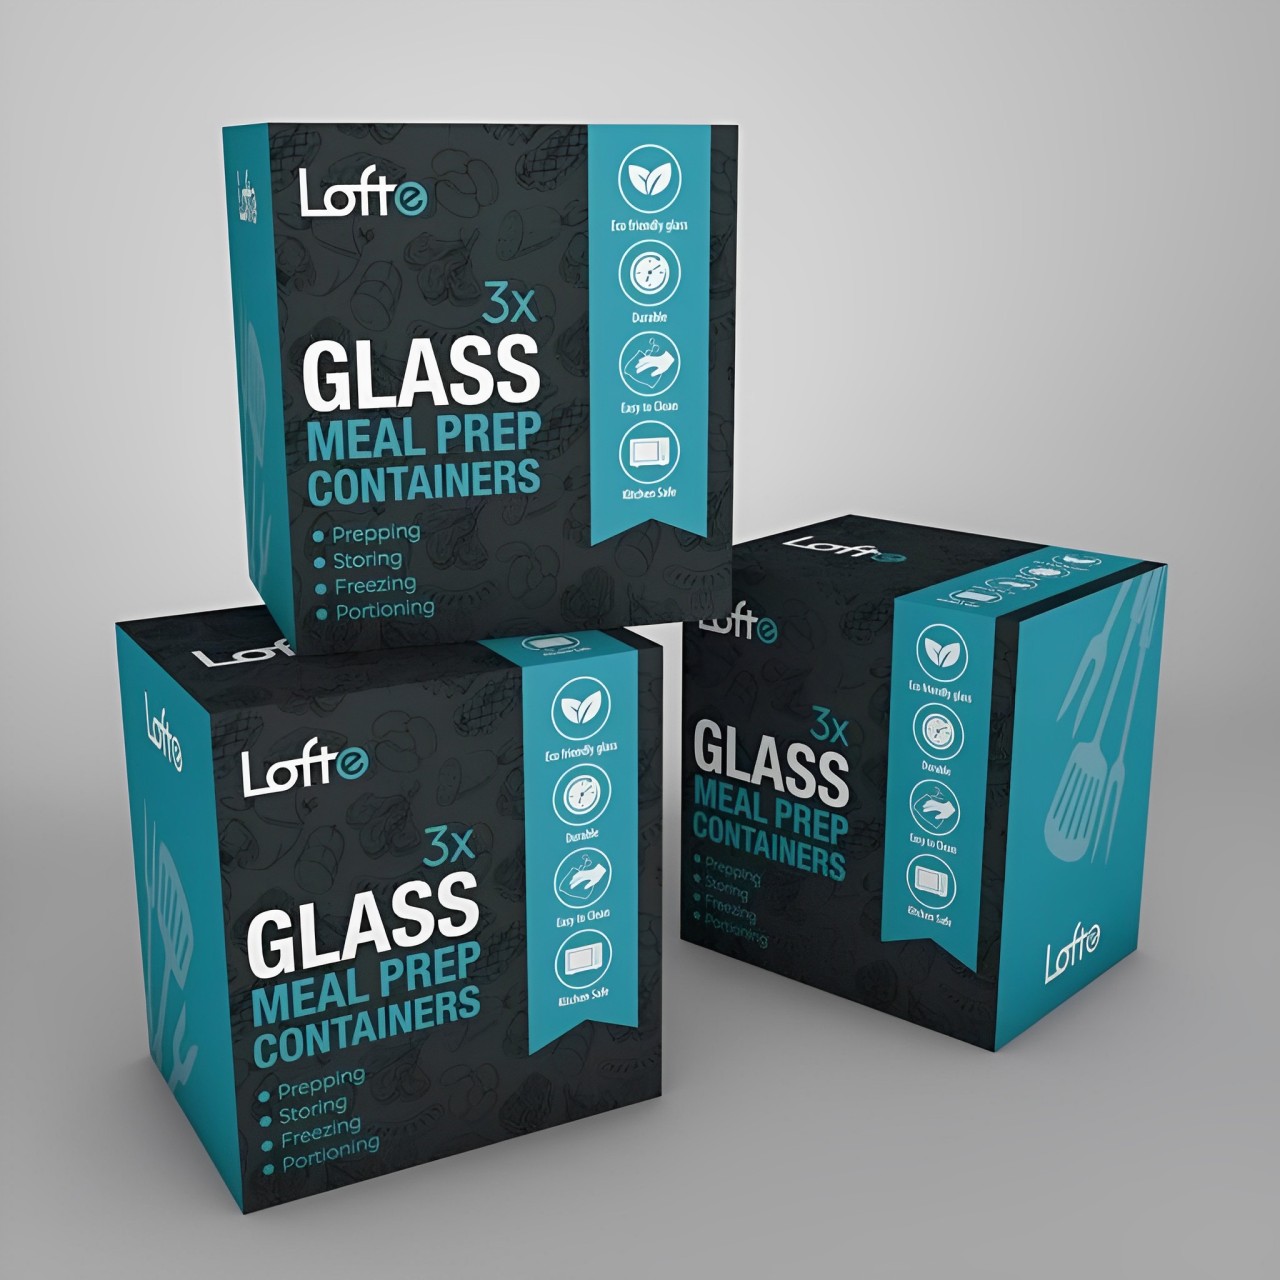 Lofte
3x
GLASS
MEAL PREP
CONTAINERS
Prepping
Storing
Freezing
Portioning
Eco friendly glass
Durable
Easy to Clean
Kitchen Safe
Lof
Lofte
Lofte
3x
GLASS
MEAL PREP
CONTAINERS
Prepping
Storing
Freezing
Portioning
Eco friendly glass
Durable
Easy to Clean
Kitchen Safe
Lofte
Lofte
3x
GLASS
MEAL PREP
CONTAINERS
Prepping
Storing
Freezing
Portioning
Eco friendly glass
Durable
Easy to Clean
Kitchen Safe
Lofte